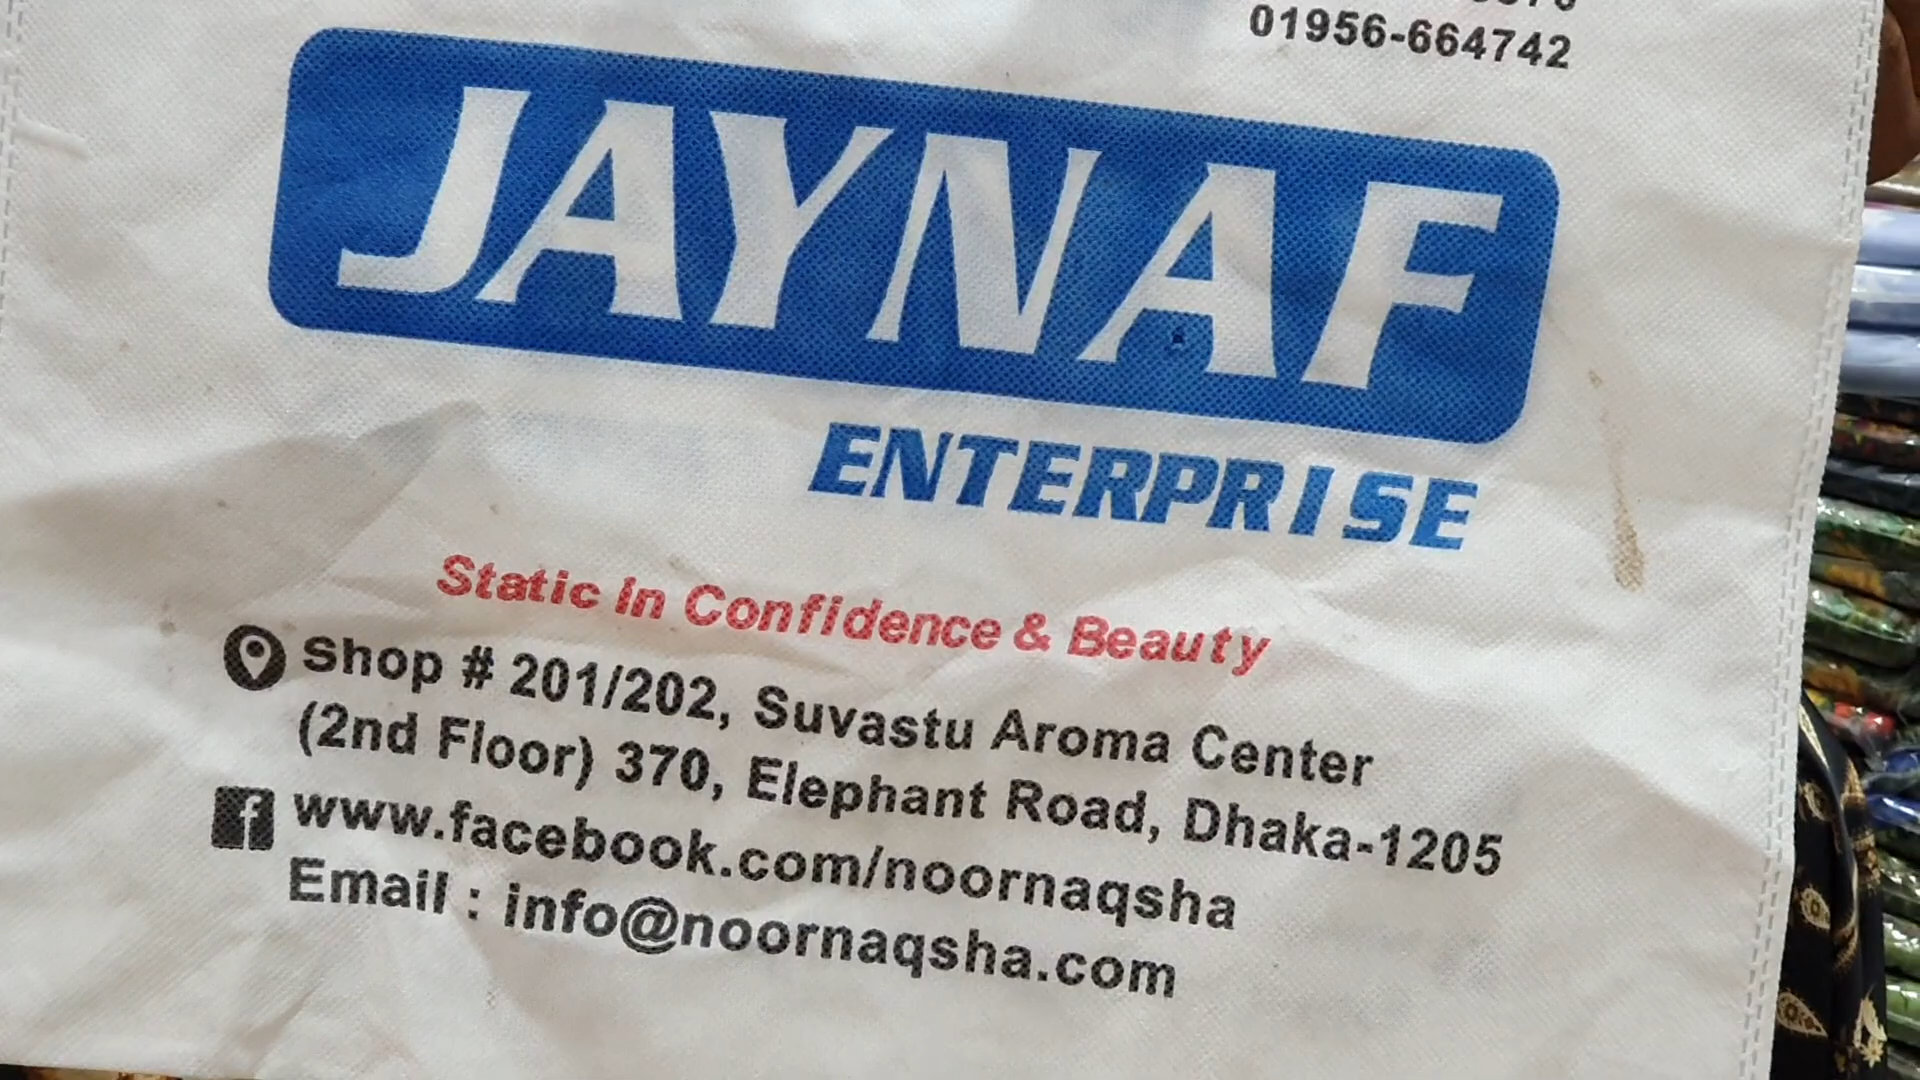 01956-664742
JAYNAF
ENTERPRISE
Static In Confidence & Beauty
Shop # 201/202, Suvastu Aroma Center
(2nd Floor) 370, Elephant Road, Dhaka-1205
www.facebook.com/noornaqsha
Email : info@noornaqsha.com